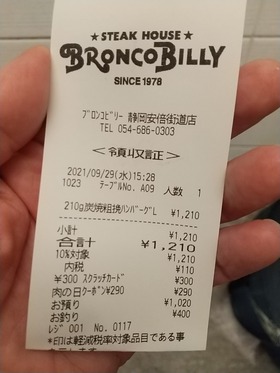 ★ STEAK HOUSE ★
BRONCOBILLY
SINCE 1978
ブロンコビリー 静岡安倍街道店
TEL 054-686-0303
＜領収証＞
2021/09/29(水)15:28
1023 テーブルNo. A09 人数 1
210g炭焼粗挽ハンバーグL ¥1,210
小計 ¥1,210
合計 ¥1,210
10%対象 ¥1,210
内税 ¥110
¥300 スクラッチカード ¥300
肉の日クーポン¥290 ¥290
お預り ¥1,020
お釣り ¥400
レジ 001 No. 0117
*印は軽減税率対象品目である事